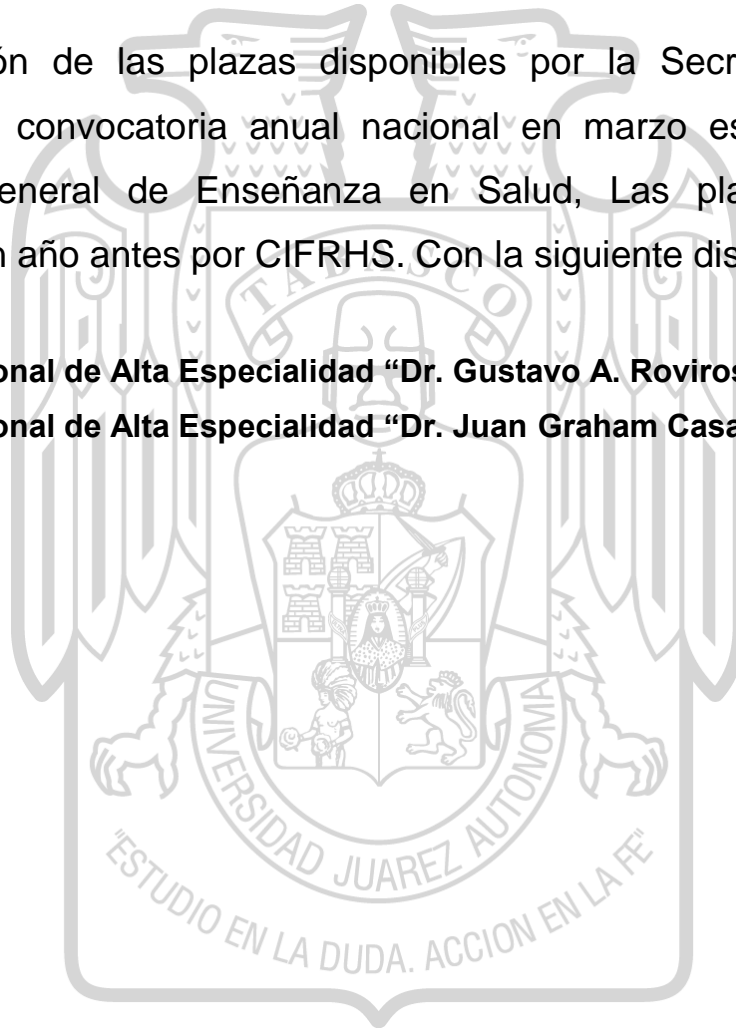 ón de las plazas disponibles por la Secr
convocatoria anual nacional en marzo es
eneral de Enseñanza en Salud, Las pla
n año antes por CIFRHS. Con la siguiente dis
TABASCO
onal de Alta Especialidad “Dr. Gustavo A. Roviros
onal de Alta Especialidad “Dr. Juan Graham Casa
UNIVERSIDAD JUAREZ AUTONOMA
“ESTUDIO EN LA DUDA. ACCION EN LA FE”